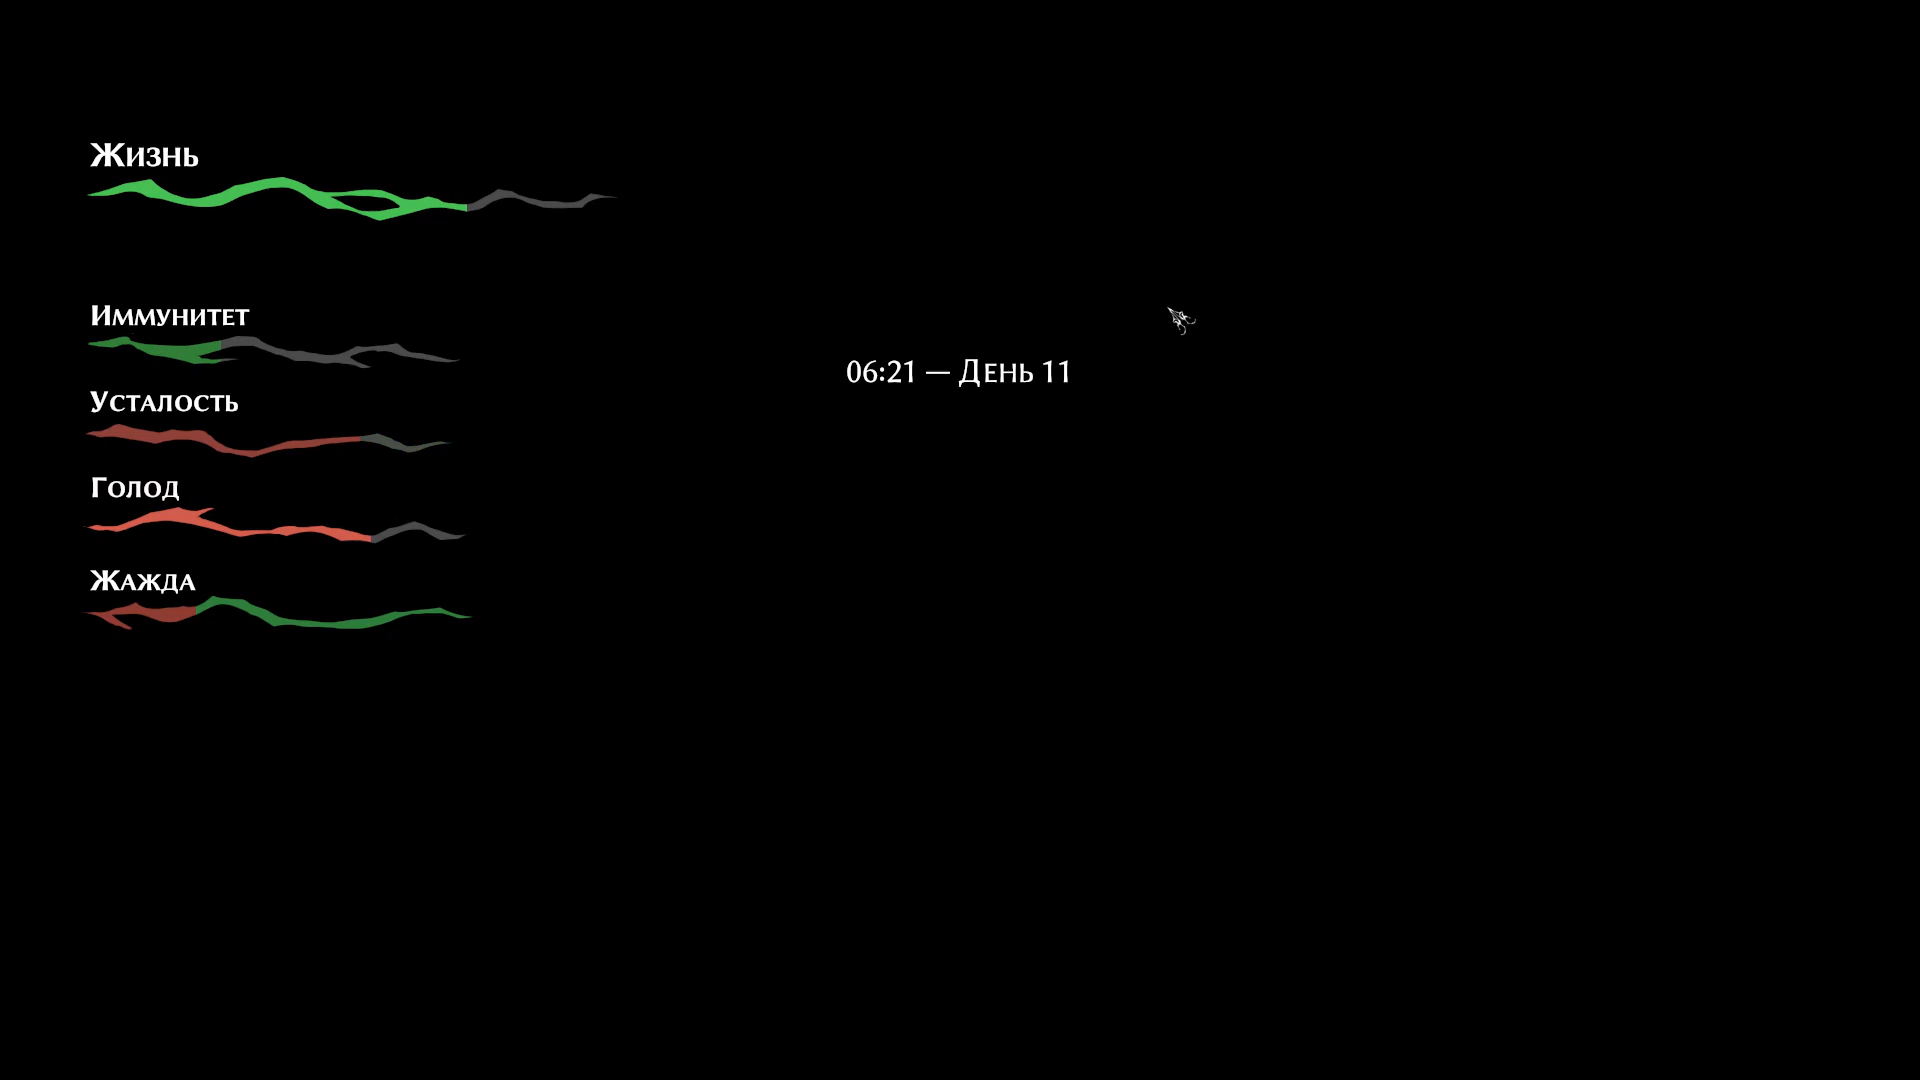 Жизнь
Иммунитет
Усталость
Голод
Жажда
06:21 — День 11